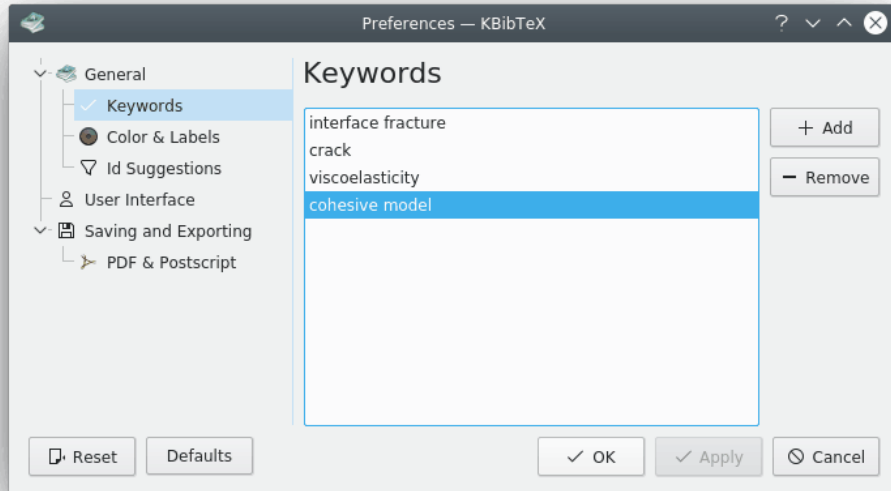 Preferences — KBibTeX
General
Keywords
Color & Labels
Id Suggestions
User Interface
Saving and Exporting
PDF & Postscript
Keywords
interface fracture
crack
viscoelasticity
cohesive model
+ Add
− Remove
Reset
Defaults
OK
Apply
Cancel